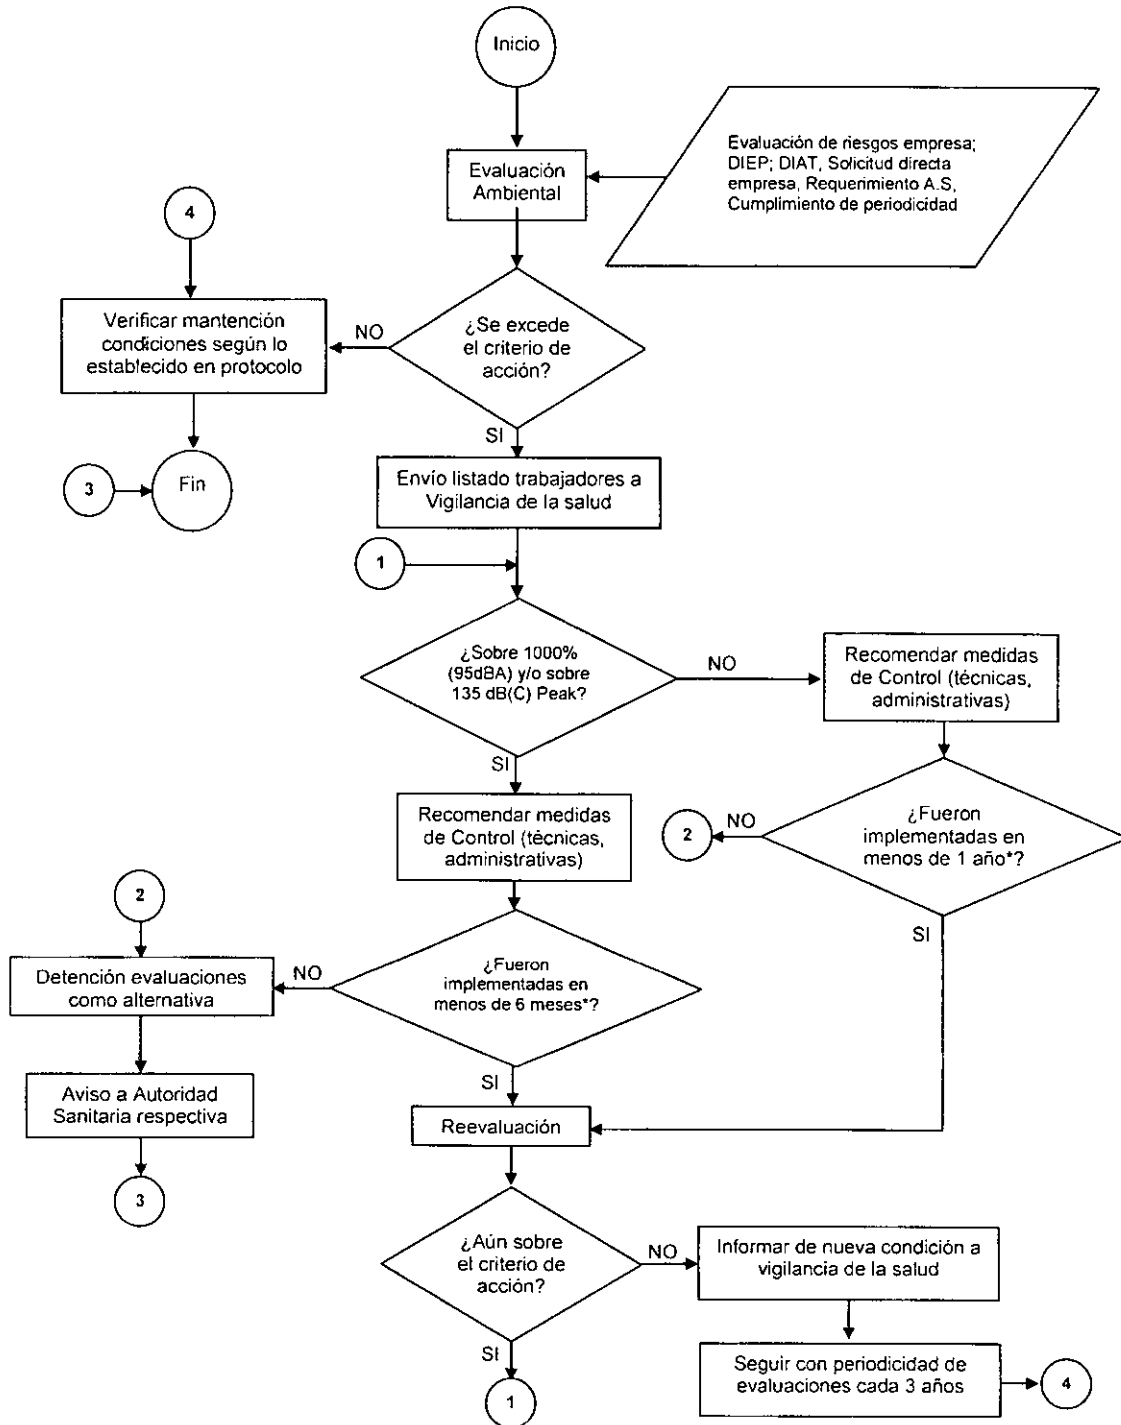 Inicio
Evaluación de riesgos empresa;
DIEP; DIAT, Solicitud directa
empresa, Requerimiento A.S,
Cumplimiento de periodicidad
Evaluación
Ambiental
4
Verificar mantención
condiciones según lo
establecido en protocolo
NO
¿Se excede
el criterio de
acción?
SI
3
Fin
Envío listado trabajadores a
Vigilancia de la salud
1
¿Sobre 1000%
(95dBA) y/o sobre
135 dB(C) Peak?
NO
Recomendar medidas
de Control (técnicas,
administrativas)
SI
Recomendar medidas
de Control (técnicas,
administrativas)
2
NO
¿Fueron
implementadas en
menos de 1 año*?
SI
2
Detención evaluaciones
como alternativa
NO
¿Fueron
implementadas en
menos de 6 meses*?
SI
Aviso a Autoridad
Sanitaria respectiva
3
Reevaluación
¿Aún sobre
el criterio de
acción?
NO
Informar de nueva condición a
vigilancia de la salud
SI
1
Seguir con periodicidad de
evaluaciones cada 3 años
4